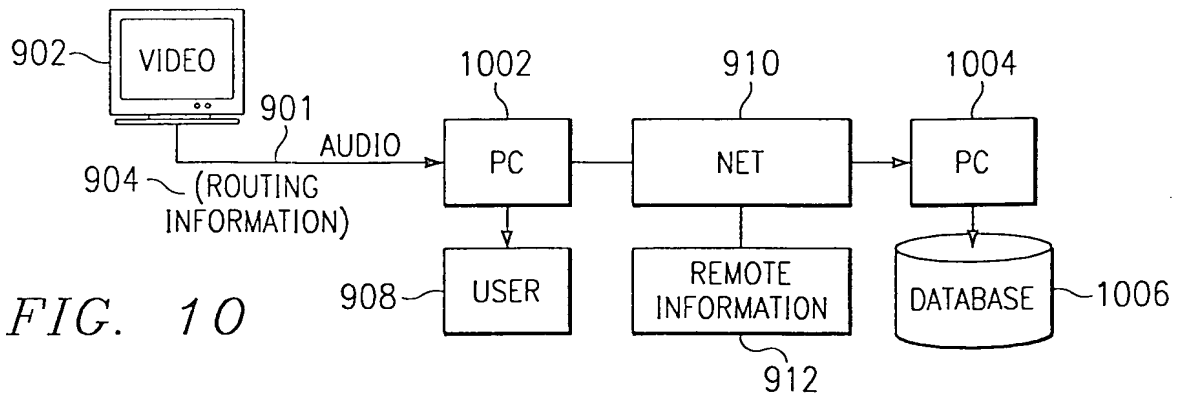 902
VIDEO
901
AUDIO
904
(ROUTING
INFORMATION)
1002
PC
910
NET
1004
PC
908
USER
REMOTE
INFORMATION
912
DATABASE
1006
FIG. 10